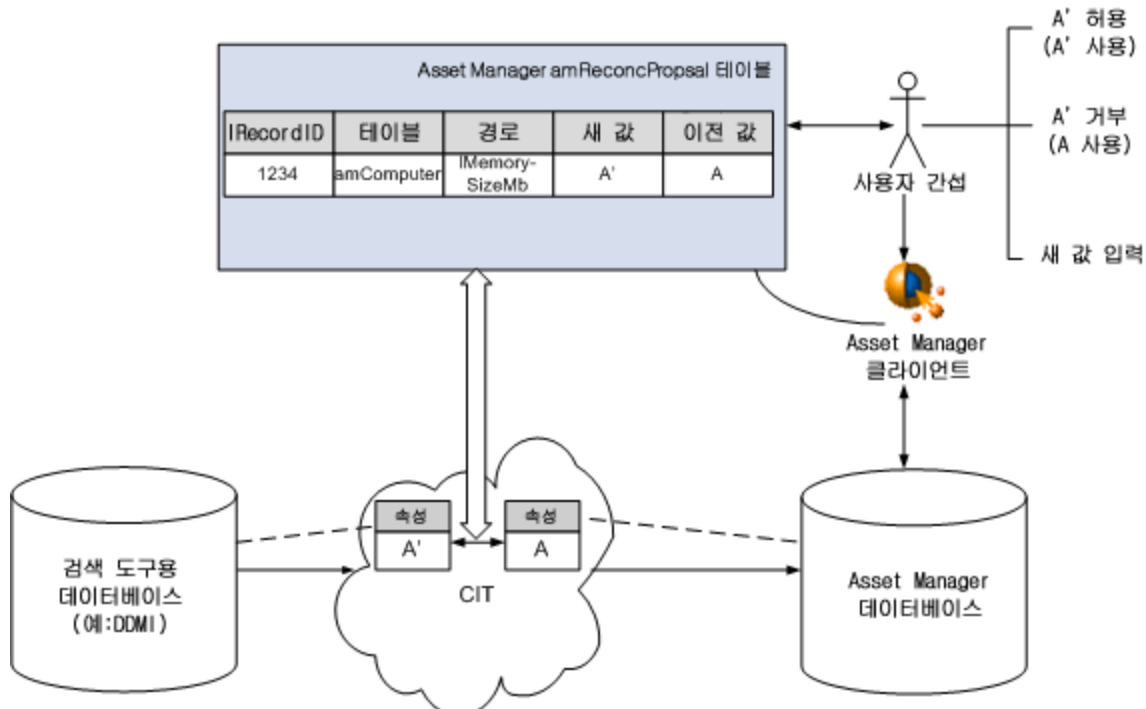 A' 허용
(A' 사용)
Asset Manager amReconcPropsal 테이블
lRecordID 테이블 경로 새 값 이전 값
1234 amComputer lMemory-SizeMb A' A
A' 거부
(A 사용)
사용자 간섭
새 값 입력
Asset Manager
클라이언트
속성 속성
A' A
CIT
검색 도구용
데이터베이스
(예:DDMI)
Asset Manager
데이터베이스